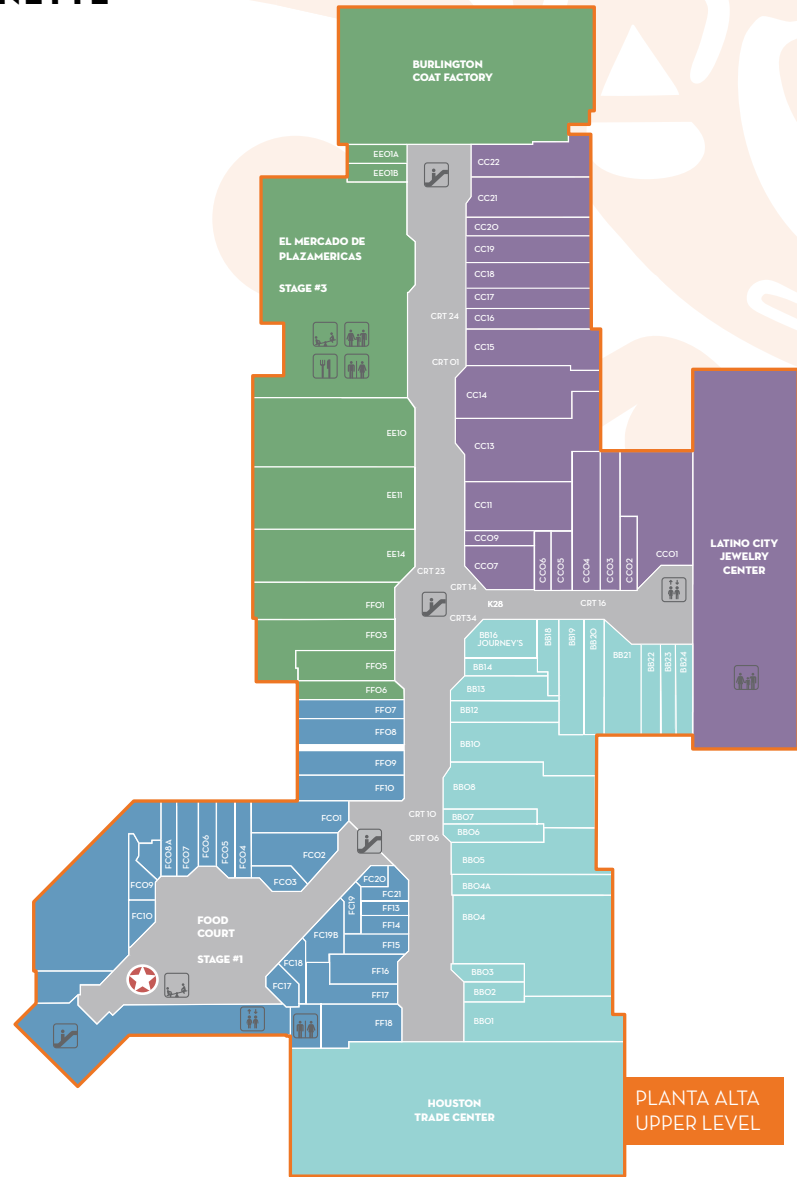 BURLINGTON
COAT FACTORY
EE01A
EE01B
CC22
CC21
CC20
CC19
CC18
CC17
CC16
CC15
CC14
CC13
CC11
CC09
CC07
CC06
CC05
CC04
CC03
CC02
CC01
EL MERCADO DE
PLAZAMERICAS
STAGE #3
CRT 24
CRT 01
EE10
EE11
EE14
CRT 23
CRT 14
CRT34
K28
CRT 16
LATINO CITY
JEWELRY
CENTER
FF01
FF03
FF05
FF06
FF07
FF08
FF09
FF10
BB16
JOURNEY'S
BB18
BB19
BB20
BB21
BB22
BB23
BB24
BB14
BB13
BB12
BB10
BB08
BB07
BB06
BB05
BB04A
BB04
BB03
BB02
BB01
CRT 10
CRT 06
FC01
FC02
FC03
FC04
FC05
FC06
FC07
FC08A
FC09
FC10
FOOD
COURT
STAGE #1
FC20
FC21
FC19
FF13
FF14
FC19B
FF15
FC18
FF16
FC17
FF17
FF18
HOUSTON
TRADE CENTER
PLANTA ALTA
UPPER LEVEL